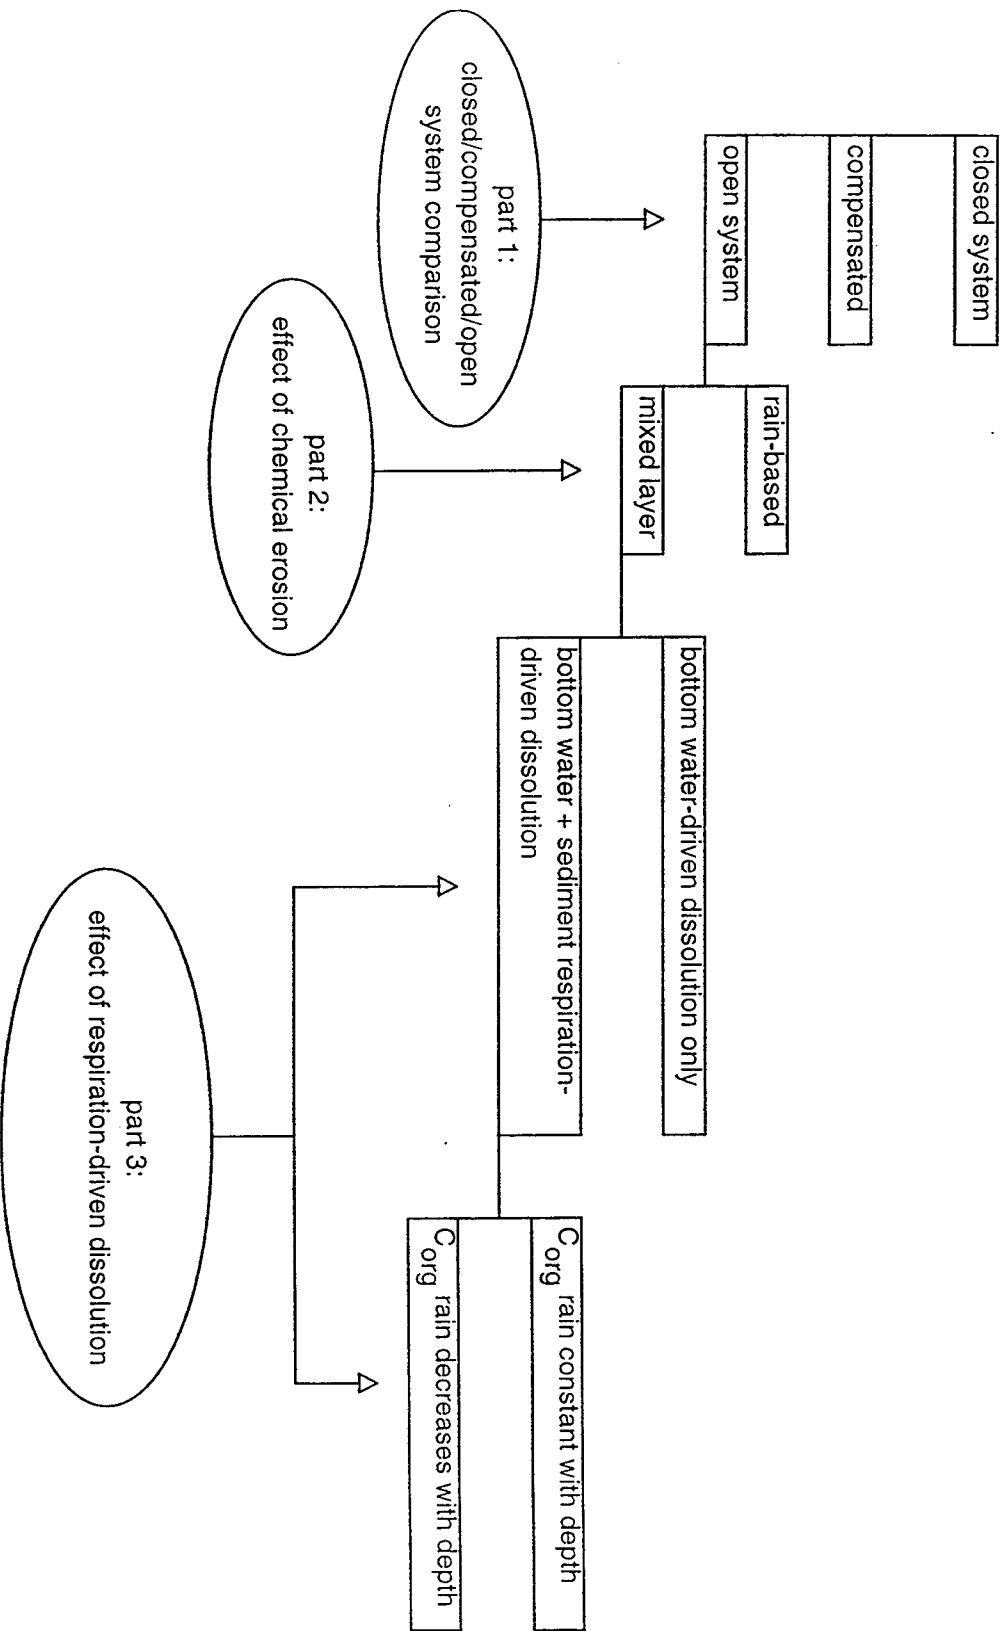 closed system
compensated
open system
rain-based
mixed layer
bottom water-driven dissolution only
bottom water + sediment respiration-
driven dissolution
C org rain constant with depth
C org rain decreases with depth
part 1:
closed/compensated/open
system comparison
part 2:
effect of chemical erosion
part 3:
effect of respiration-driven dissolution